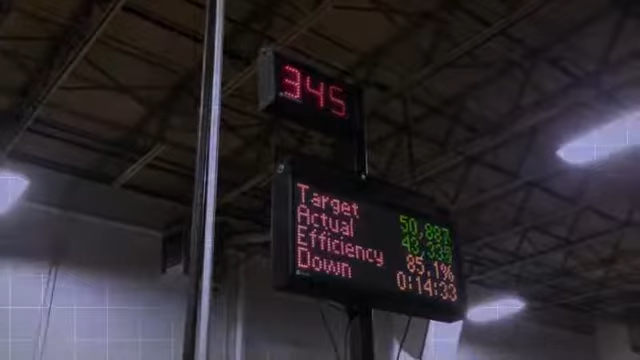 345
Target 50,887
Actual 43,339
Efficiency 85.1%
Down 0:14:33